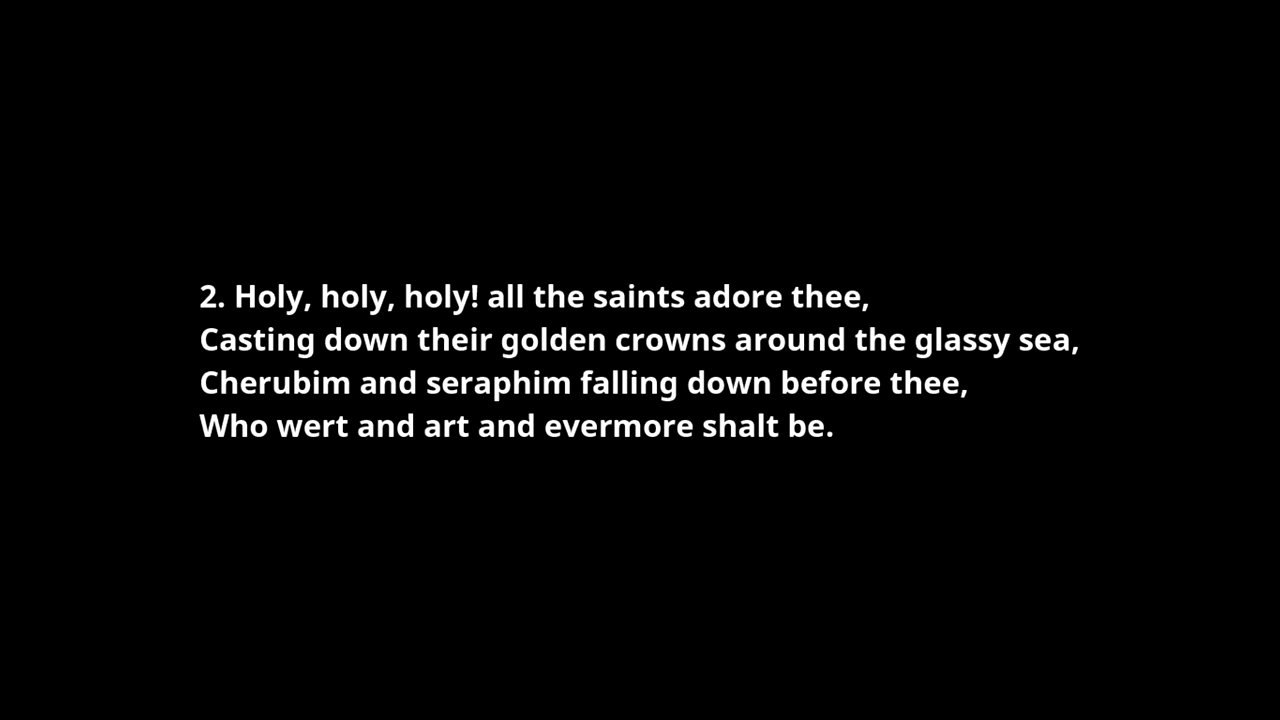 2. Holy, holy, holy! all the saints adore thee,
Casting down their golden crowns around the glassy sea,
Cherubim and seraphim falling down before thee,
Who wert and art and evermore shalt be.